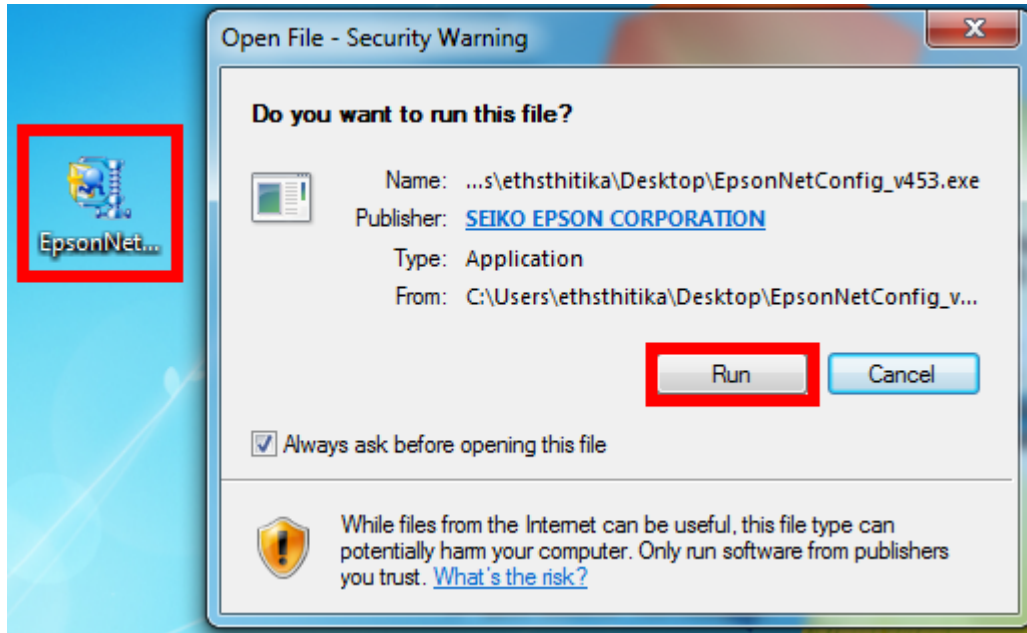 Open File - Security Warning
Do you want to run this file?
Name: ...s\ethsthitika\Desktop\EpsonNetConfig_v453.exe
Publisher: SEIKO EPSON CORPORATION
Type: Application
From: C:\Users\ethsthitika\Desktop\EpsonNetConfig_v...
EpsonNet...
Run Cancel
Always ask before opening this file
While files from the Internet can be useful, this file type can
potentially harm your computer. Only run software from publishers
you trust. What's the risk?